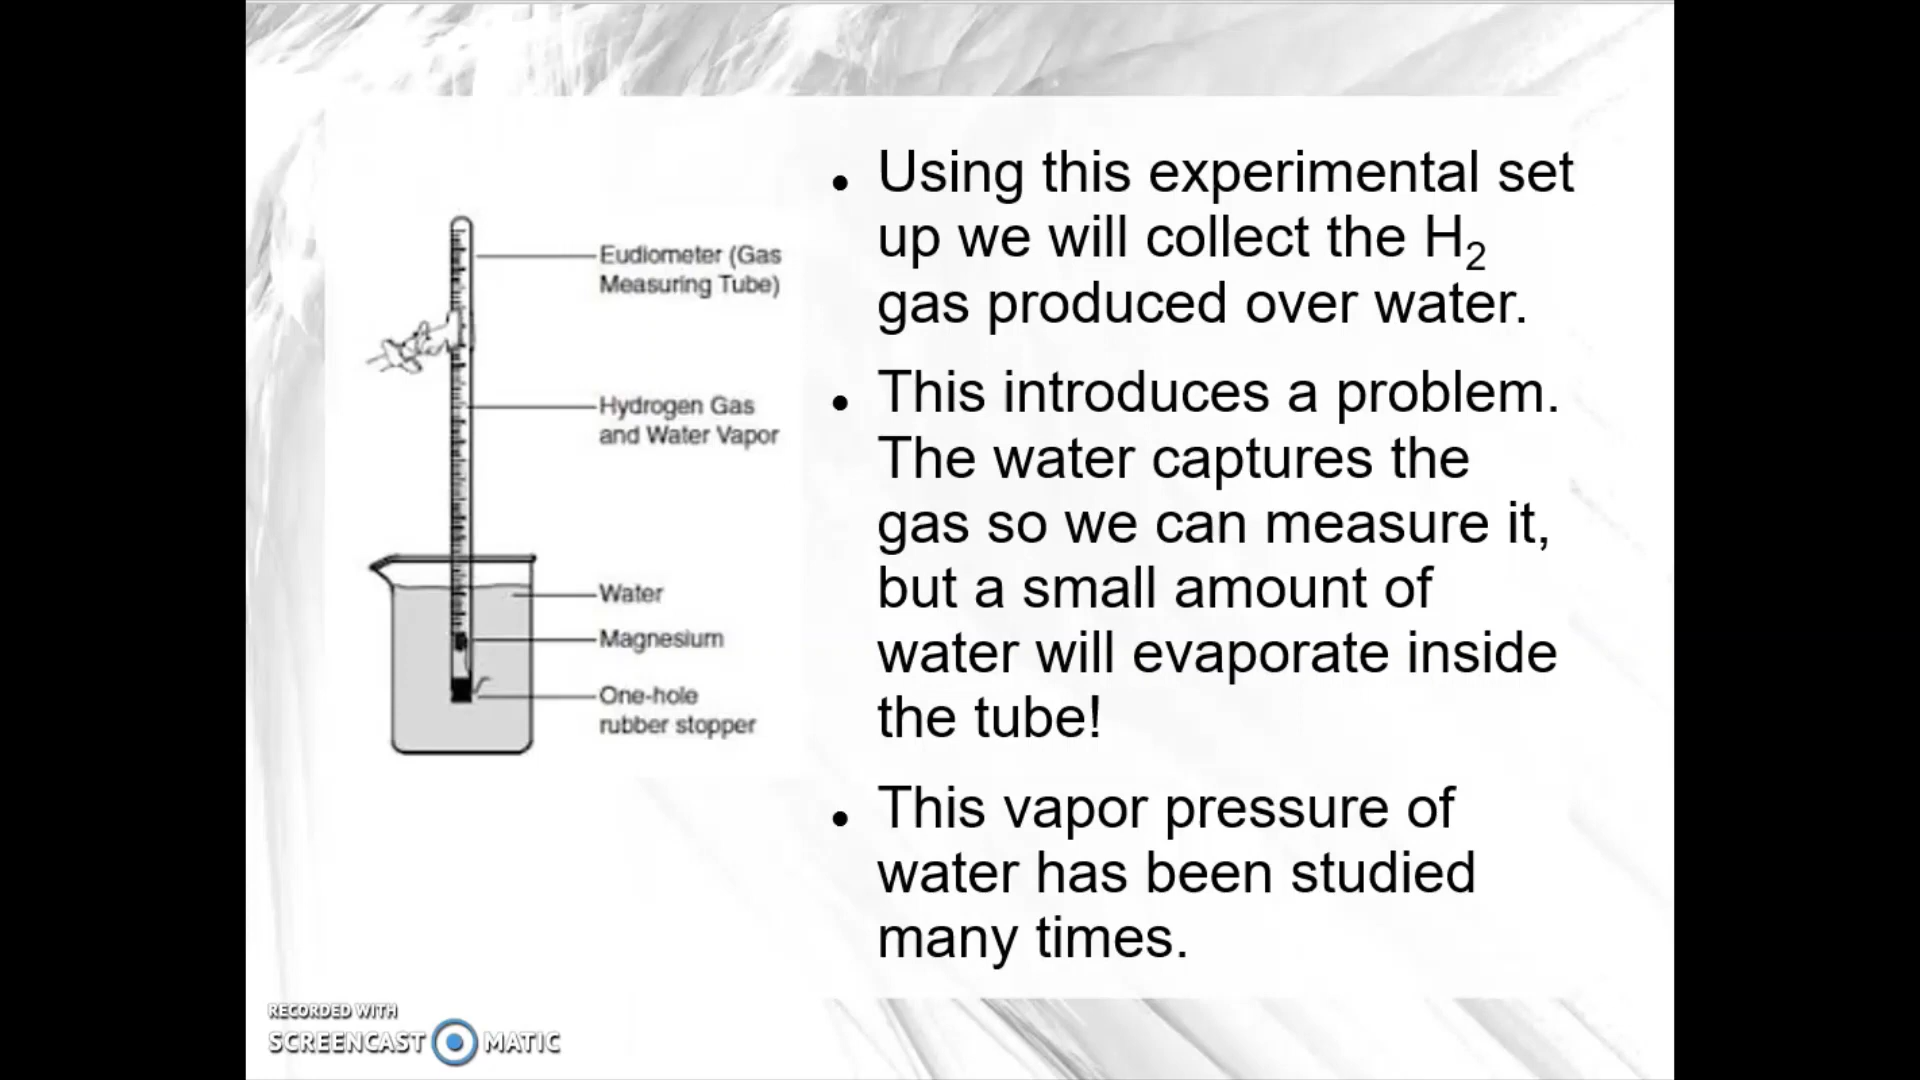 Eudiometer (Gas
Measuring Tube)
Hydrogen Gas
and Water Vapor
Water
Magnesium
One-hole
rubber stopper
• Using this experimental set
up we will collect the H₂
gas produced over water.
• This introduces a problem.
The water captures the
gas so we can measure it,
but a small amount of
water will evaporate inside
the tube!
• This vapor pressure of
water has been studied
many times.
RECORDED WITH
SCREENCAST MATIC